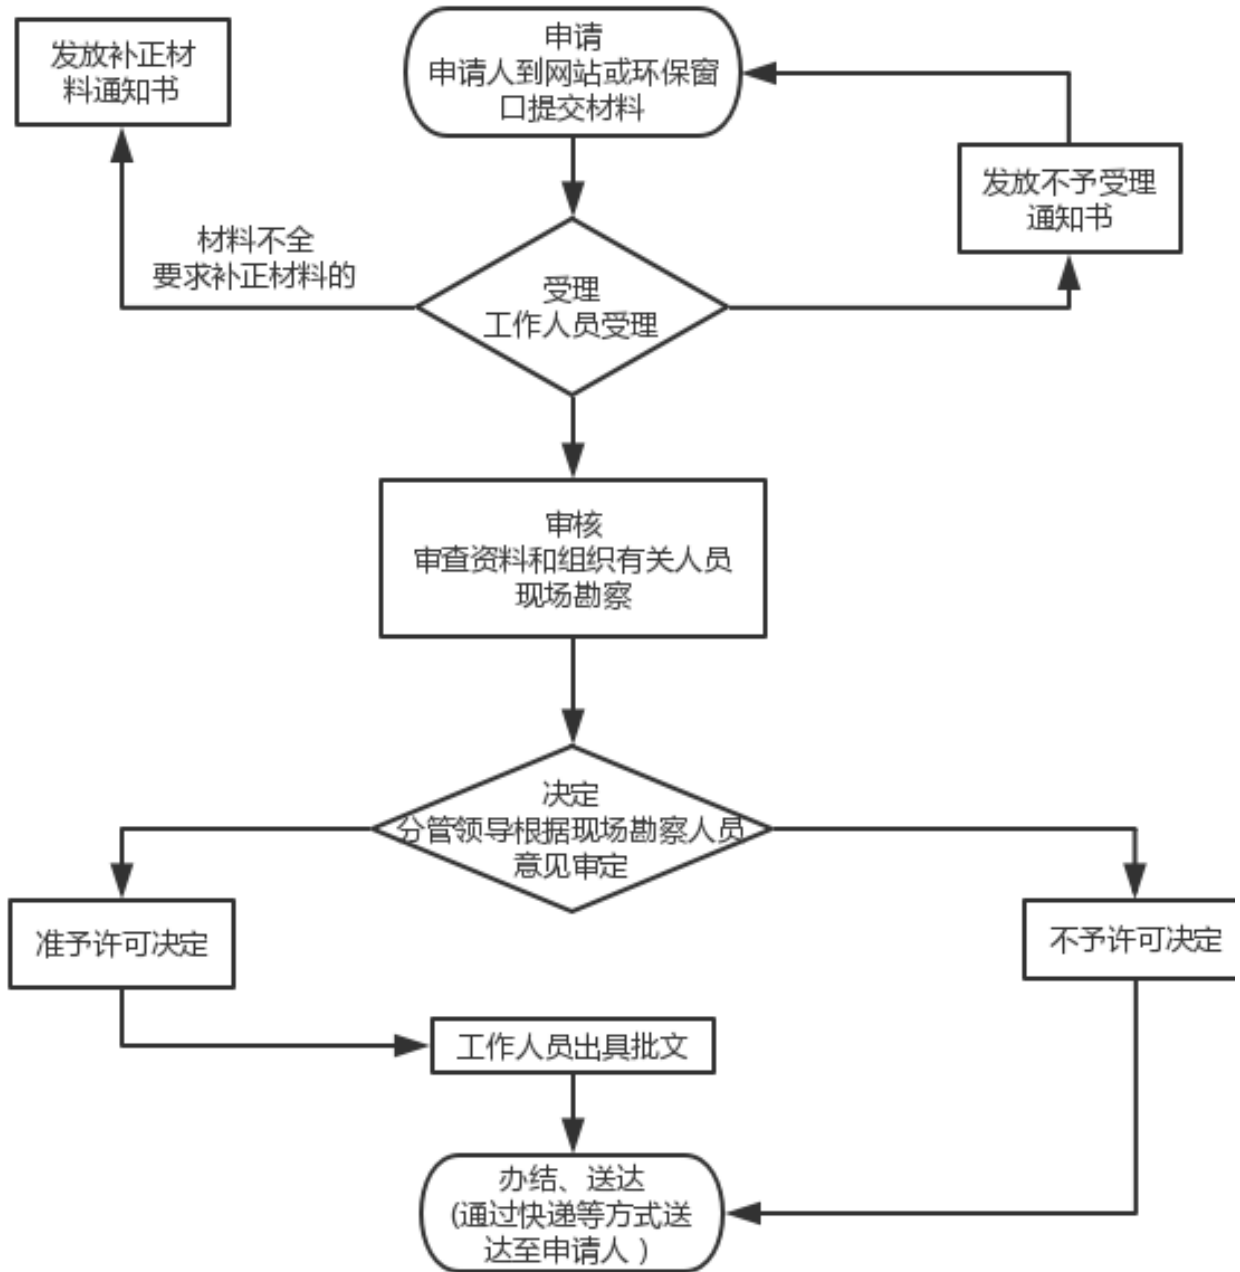 发放补正材
料通知书
申请
申请人到网站或环保窗
口提交材料
发放不予受理
通知书
材料不全
要求补正材料的
受理
工作人员受理
审核
审查资料和组织有关人员
现场勘察
决定
分管领导根据现场勘察人员
意见审定
准予许可决定
不予许可决定
工作人员出具批文
办结、送达
(通过快递等方式送
达至申请人）